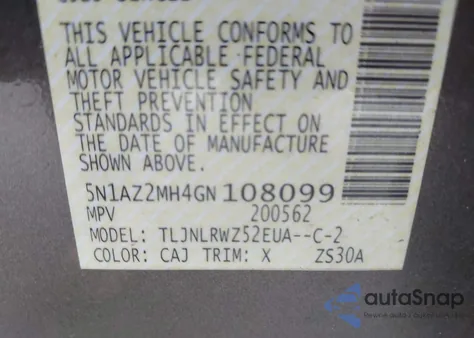 THIS VEHICLE CONFORMS TO
ALL APPLICABLE FEDERAL
MOTOR VEHICLE SAFETY AND
THEFT PREVENTION
STANDARDS IN EFFECT ON
THE DATE OF MANUFACTURE
SHOWN ABOVE.
5N1AZ2MH4GN108099
MPV 200562
MODEL: TLJNLRWZ52EUA--C-2
COLOR: CAJ TRIM: X ZS30A
autaSnap